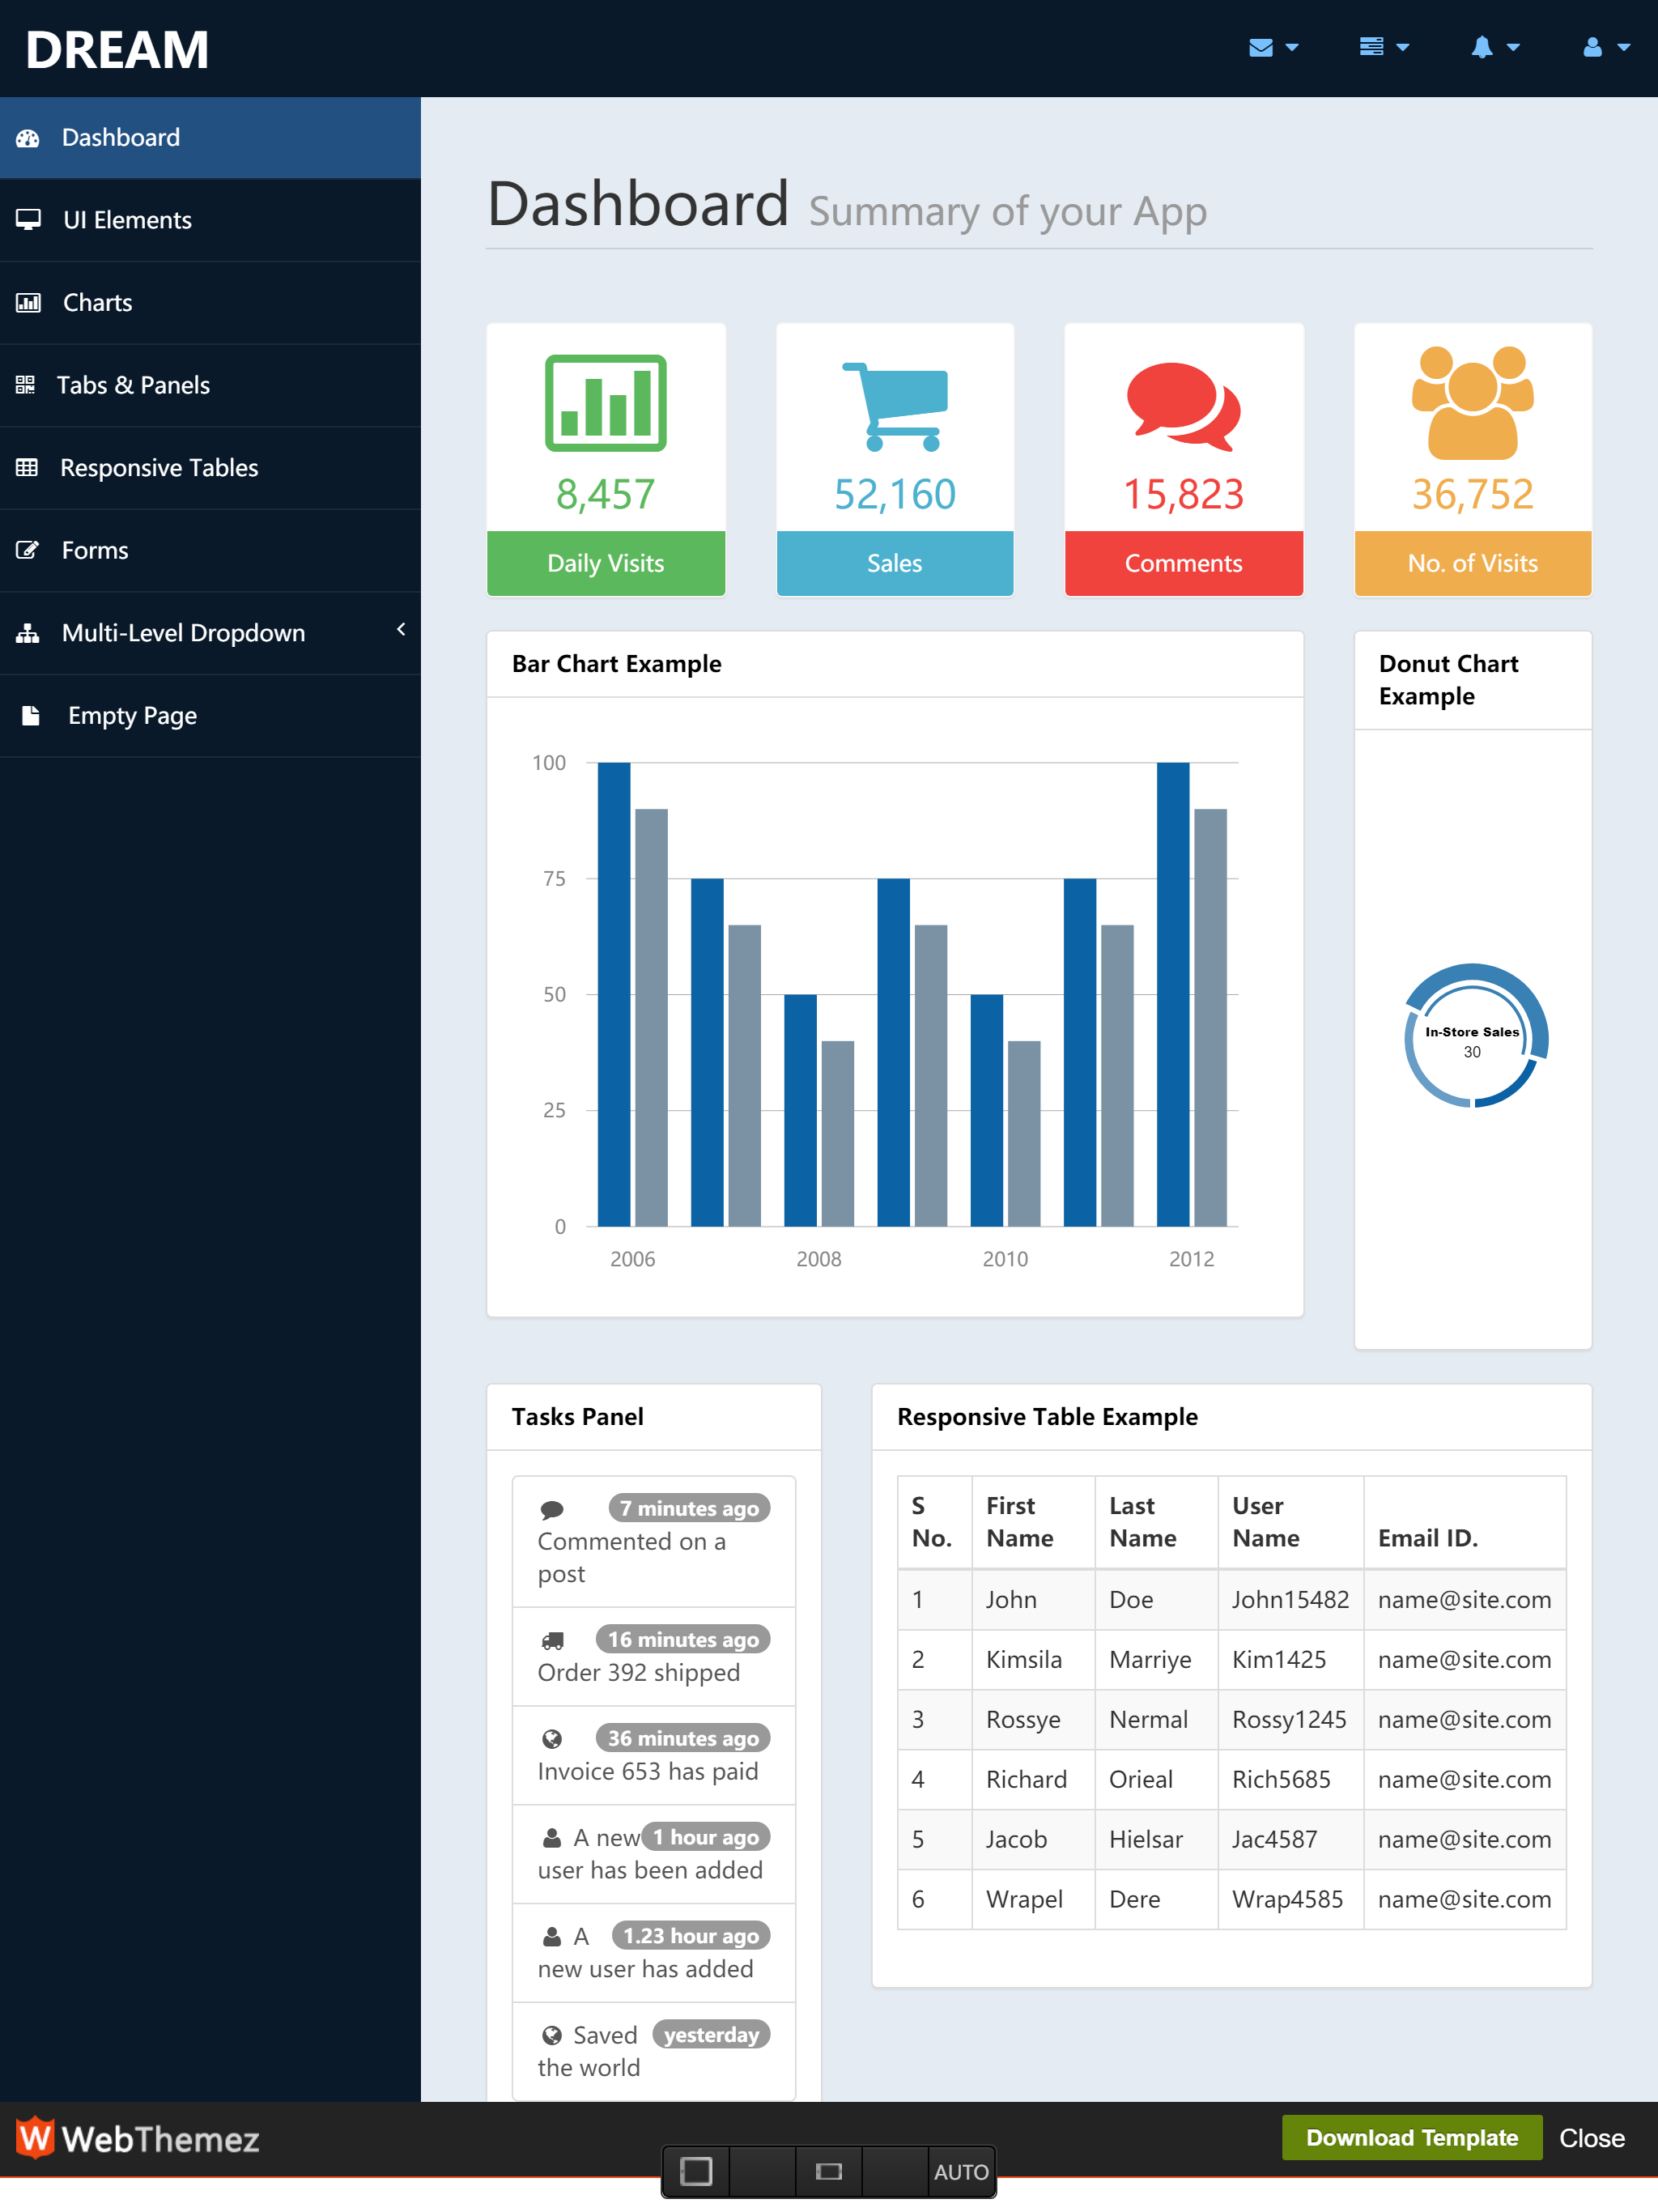 DREAM
Dashboard
UI Elements
Charts
Tabs & Panels
Responsive Tables
Forms
Multi-Level Dropdown
Empty Page
Dashboard Summary of your App
8,457
Daily Visits
52,160
Sales
15,823
Comments
36,752
No. of Visits
Bar Chart Example
100
75
50
25
0
2006 2008 2010 2012
Donut Chart
Example
In-Store Sales
30
Tasks Panel
7 minutes ago
Commented on a
post
16 minutes ago
Order 392 shipped
36 minutes ago
Invoice 653 has paid
A new 1 hour ago
user has been added
A 1.23 hour ago
new user has added
Saved yesterday
the world
Responsive Table Example
S No. First Name Last Name User Name Email ID.
1 John Doe John15482 name@site.com
2 Kimsila Marriye Kim1425 name@site.com
3 Rossye Nermal Rossy1245 name@site.com
4 Richard Orieal Rich5685 name@site.com
5 Jacob Hielsar Jac4587 name@site.com
6 Wrapel Dere Wrap4585 name@site.com
W WebThemez
Download Template Close
AUTO